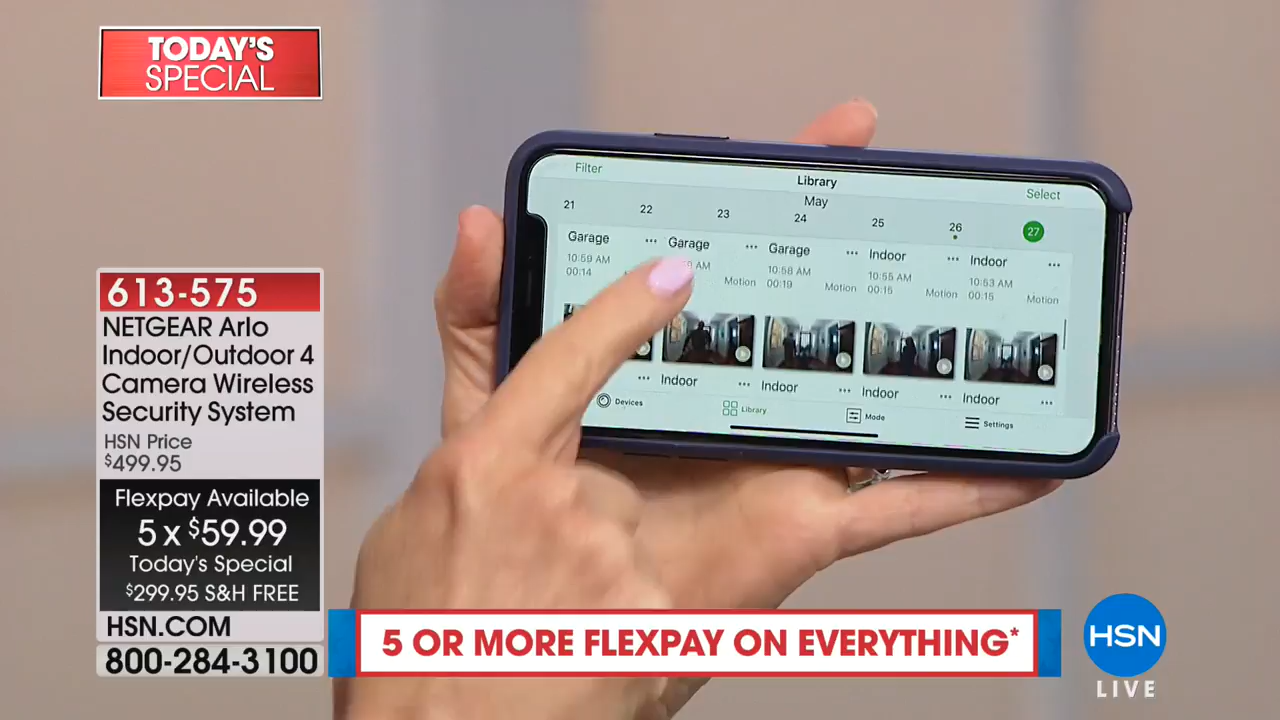 TODAY'S
SPECIAL
613-575
NETGEAR Arlo
Indoor/Outdoor 4
Camera Wireless
Security System
HSN Price
$499.95
Flexpay Available
5 x $59.99
Today's Special
$299.95 S&H FREE
HSN.COM
800-284-3100
Filter
Library
Select
May
21 22 23 24 25 26 27
Garage ••• Garage ••• Garage ••• Indoor ••• Indoor •••
10:59 AM AM 10:58 AM 10:55 AM 10:53 AM
00:14 Motion 00:19 Motion 00:15 Motion 00:15 Motion
••• Indoor ••• Indoor ••• Indoor ••• Indoor •••
Devices Library Mode Settings
5 OR MORE FLEXPAY ON EVERYTHING*
HSN
LIVE